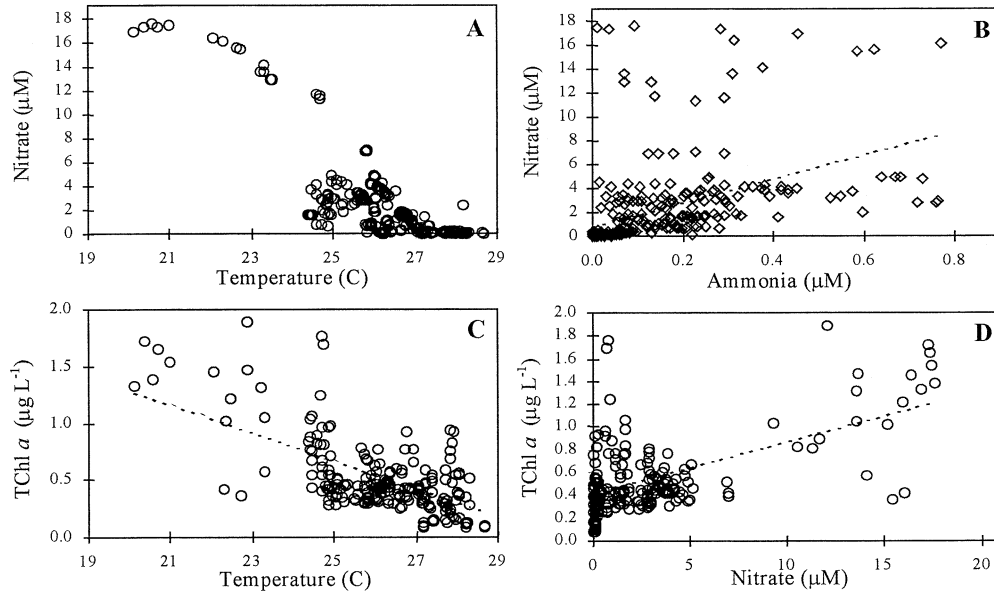 A
Nitrate (μM)
18
16
14
12
10
8
6
4
2
0
19 21 23 25 27 29
Temperature (C)
B
Nitrate (μM)
18
16
14
12
10
8
6
4
2
0
0.0 0.2 0.4 0.6 0.8
Ammonia (μM)
C
TChl a (μg L-1)
2.0
1.5
1.0
0.5
0.0
19 21 23 25 27 29
Temperature (C)
D
TChl a (μg L-1)
2.0
1.8
1.6
1.4
1.2
1.0
0.8
0.6
0.4
0.2
0.0
0 5 10 15 20
Nitrate (μM)